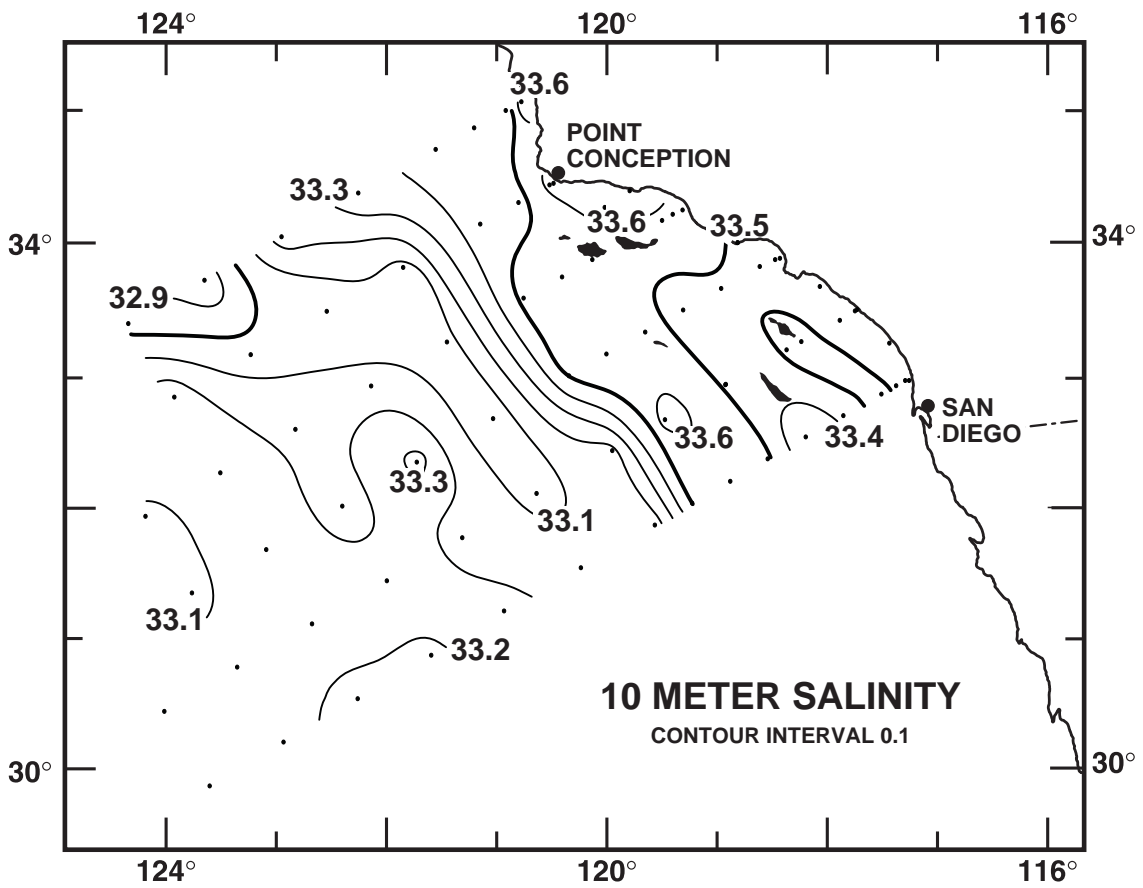 124° 120° 116°
33.6
POINT
CONCEPTION
33.3
33.6 33.5
34° 34°
32.9
33.6 33.4
SAN
DIEGO
33.3
33.1
33.1
33.2
10 METER SALINITY
CONTOUR INTERVAL 0.1
30° 30°
124° 120° 116°